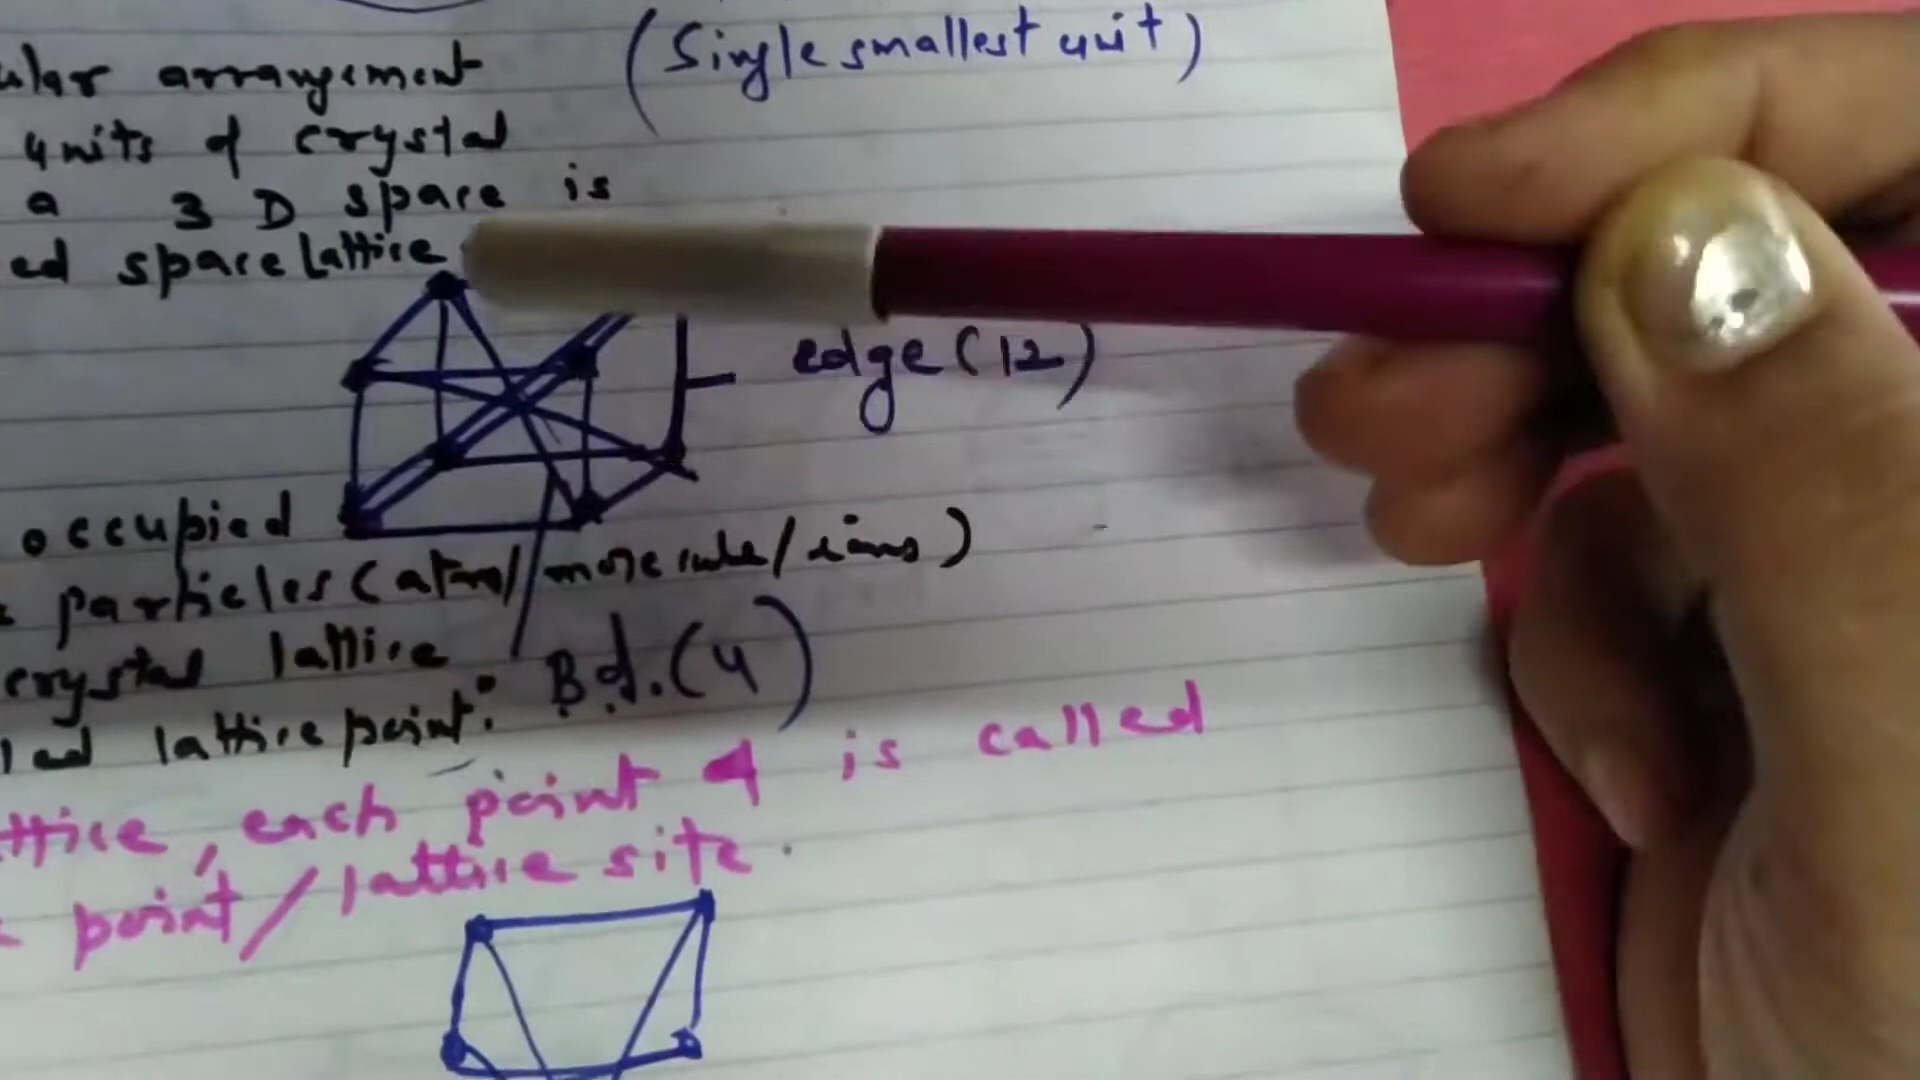 (Single smallest unit)
ular arrangement
units of crystal
a 3 D space is
ed space lattice
edge (12)
occupied
particles (atom/molecule/ions)
crystal lattice
B.d. (4)
led lattice point.
ttice, each point is called
point/lattice site.